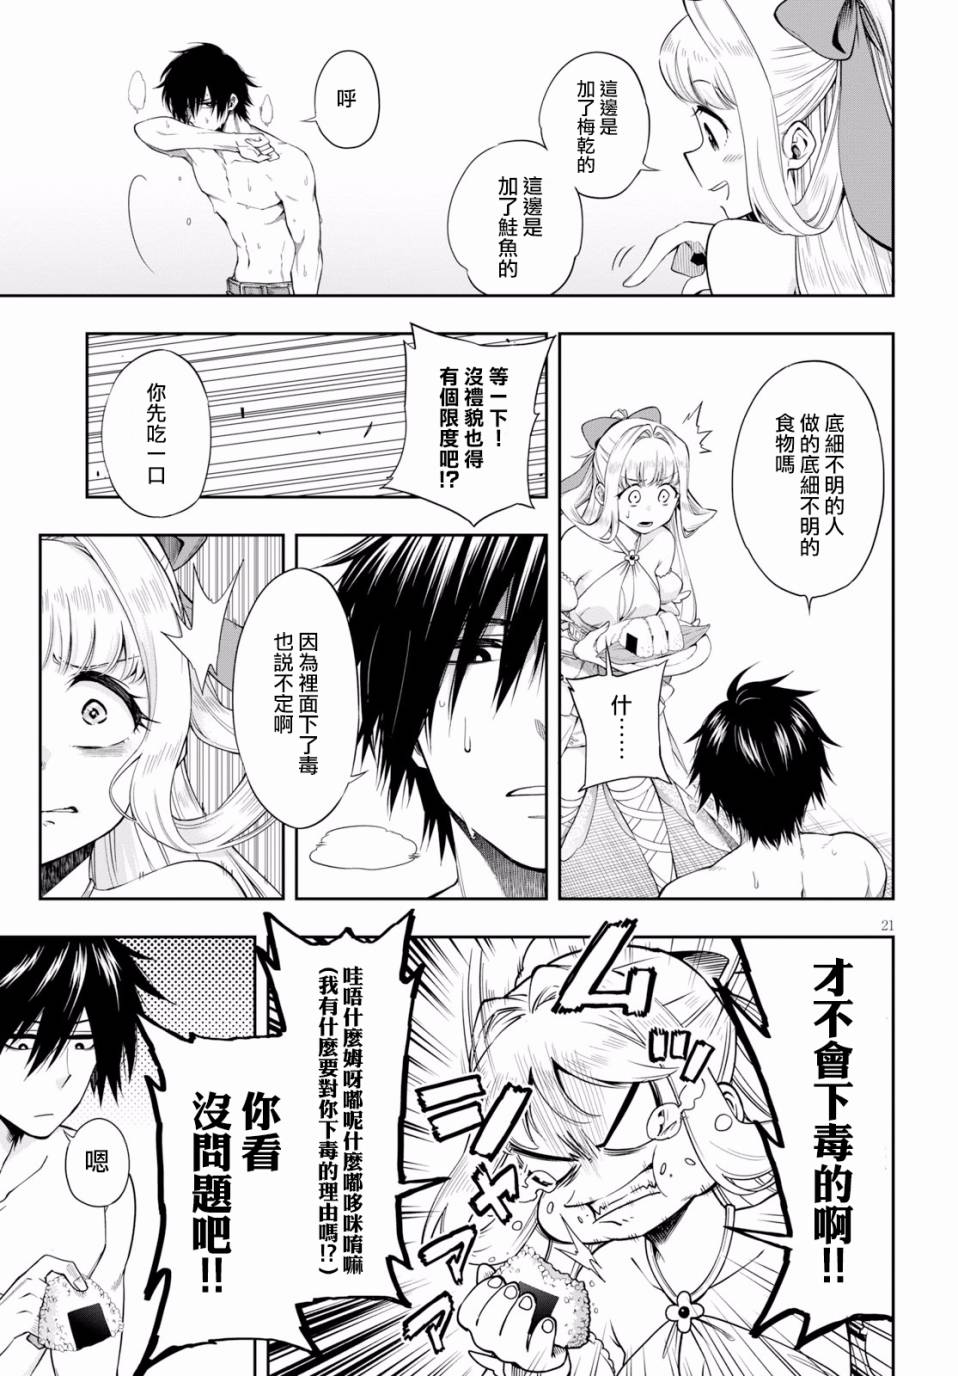 這邊是
加了梅乾的
這邊是
加了鮭魚的
呼
底細不明的人
做的底細不明的
食物嗎
什……
等一下！
沒禮貌也得
有個限度吧!?
你先吃一口
因為裡面下了毒
也說不定啊
21
才不會下毒的啊!!
ムシャ
哇唔什麼姆呀嘟呢什麼嘟哆咪唷嘛
(我有什麼要對你下毒的理由嗎!?)
你看
沒問題吧!!
嗯